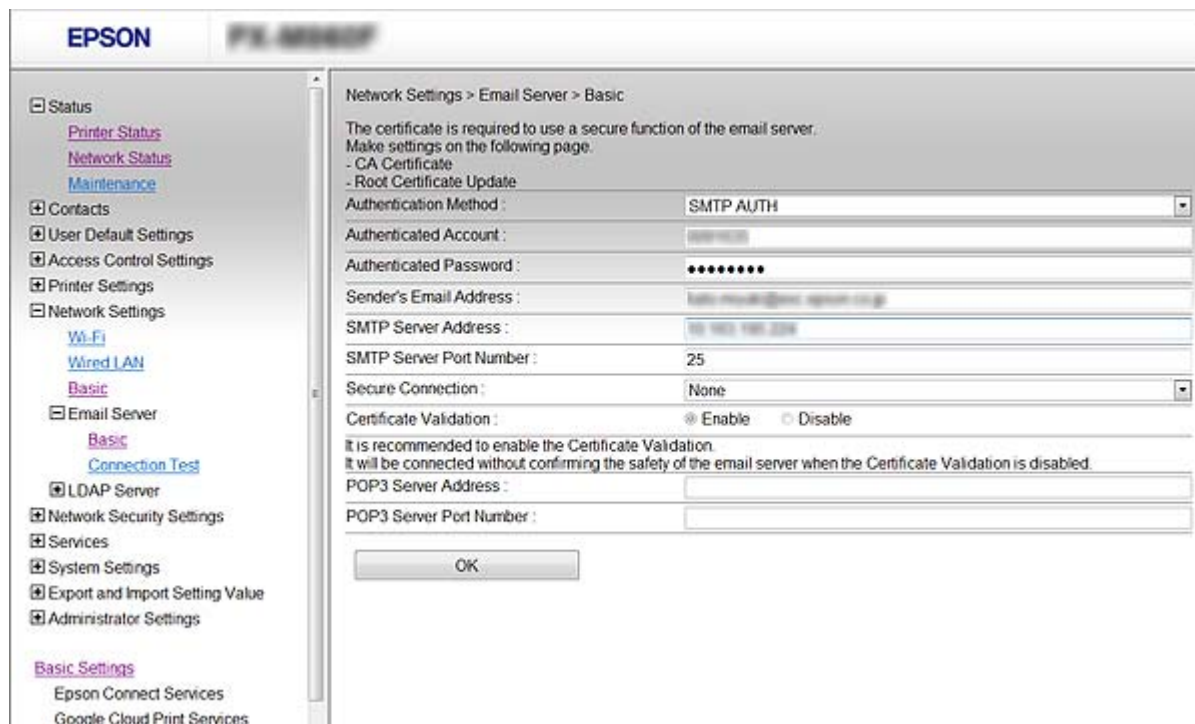 EPSON
Status
Printer Status
Network Status
Maintenance
Contacts
User Default Settings
Access Control Settings
Printer Settings
Network Settings
Wi-Fi
Wired LAN
Basic
Email Server
Basic
Connection Test
LDAP Server
Network Security Settings
Services
System Settings
Export and Import Setting Value
Administrator Settings
Basic Settings
Epson Connect Services
Google Cloud Print Services
Network Settings > Email Server > Basic
The certificate is required to use a secure function of the email server.
Make settings on the following page.
- CA Certificate
- Root Certificate Update
Authentication Method : SMTP AUTH
Authenticated Account :
Authenticated Password : ●●●●●●●●
Sender's Email Address :
SMTP Server Address :
SMTP Server Port Number : 25
Secure Connection : None
Certificate Validation : Enable Disable
It is recommended to enable the Certificate Validation.
It will be connected without confirming the safety of the email server when the Certificate Validation is disabled.
POP3 Server Address :
POP3 Server Port Number :
OK